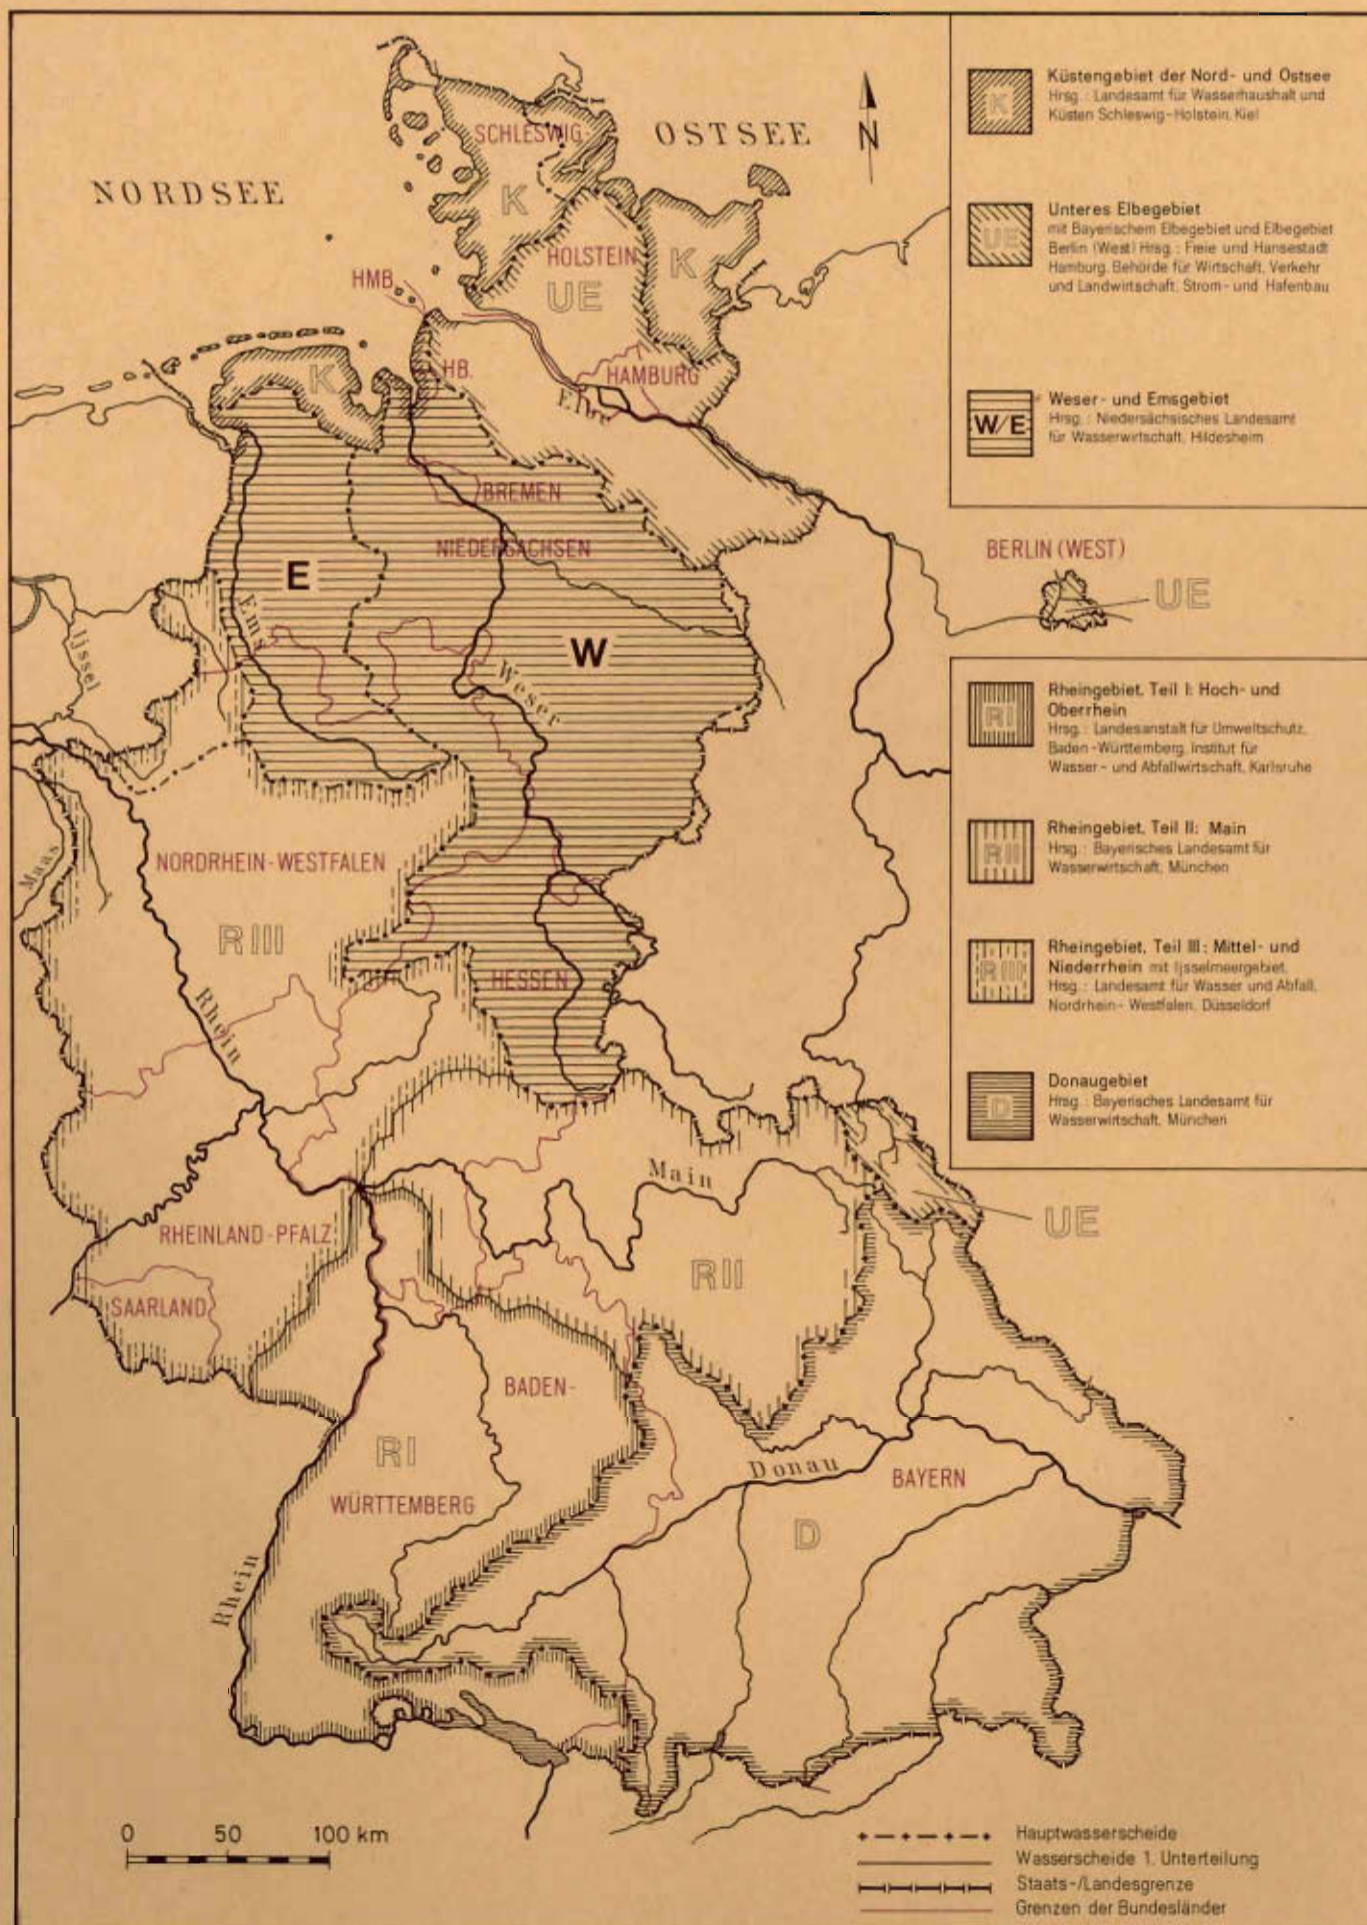 NORDSEE
OSTSEE
N
SCHLESWIG-
K
HOLSTEIN
K
UE
HMB.
K
HB.
HAMBURG
Elbe
BREMEN
NIEDERSACHSEN
E
Ems
W
Weser
Ijssel
BERLIN (WEST)
UE
Maas
NORDRHEIN-WESTFALEN
RIII
HESSEN
Rhein
Main
UE
RHEINLAND-PFALZ
RII
SAARLAND
BADEN-
RI
WÜRTTEMBERG
Donau
BAYERN
D
Rhein
K
Küstengebiet der Nord- und Ostsee
Hrsg.: Landesamt für Wasserhaushalt und
Küsten Schleswig-Holstein, Kiel
UE
Unteres Elbegebiet
mit Bayerischem Elbegebiet und Elbegebiet
Berlin (West) Hrsg.: Freie und Hansestadt
Hamburg, Behörde für Wirtschaft, Verkehr
und Landwirtschaft, Strom- und Hafenbau
W/E
Weser- und Emsgebiet
Hrsg.: Niedersächsisches Landesamt
für Wasserwirtschaft, Hildesheim
RI
Rheingebiet, Teil I: Hoch- und
Oberrhein
Hrsg.: Landesanstalt für Umweltschutz,
Baden-Württemberg, Institut für
Wasser- und Abfallwirtschaft, Karlsruhe
RII
Rheingebiet, Teil II: Main
Hrsg.: Bayerisches Landesamt für
Wasserwirtschaft, München
RIII
Rheingebiet, Teil III: Mittel- und
Niederrhein mit Ijsselmeergebiet,
Hrsg.: Landesamt für Wasser und Abfall,
Nordrhein-Westfalen, Düsseldorf
D
Donaugebiet
Hrsg.: Bayerisches Landesamt für
Wasserwirtschaft, München
0 50 100 km
Hauptwasserscheide
Wasserscheide 1. Unterteilung
Staats-/Landesgrenze
Grenzen der Bundesländer